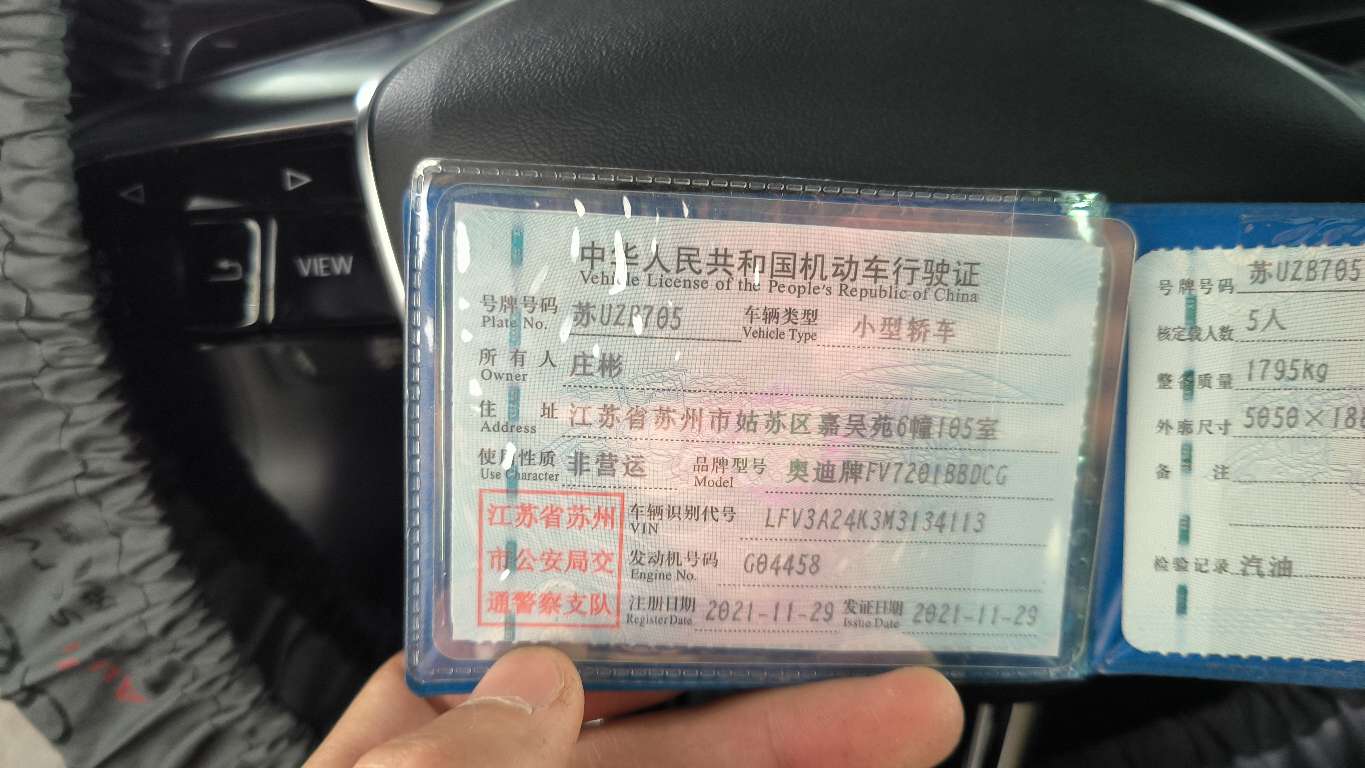 VIEW
中华人民共和国机动车行驶证
Vehicle License of the People's Republic of China
号牌号码 苏UZB705 车辆类型 小型轿车
Plate No. Vehicle Type
所有人 庄彬
Owner
住址 江苏省苏州市姑苏区嘉吴苑6幢105室
Address
使用性质 非营运 品牌型号 奥迪牌FV7201BBDCG
Use Character Model
江苏省苏州
市公安局交
通警察支队
车辆识别代号 LFV3A24K3M3134113
VIN
发动机号码 G04458
Engine No.
注册日期 2021-11-29 发证日期 2021-11-29
Register Date Issue Date
号牌号码 苏UZB705
核定载人数 5人
整备质量 1795kg
外廓尺寸 5050×188
备注
检验记录 汽油